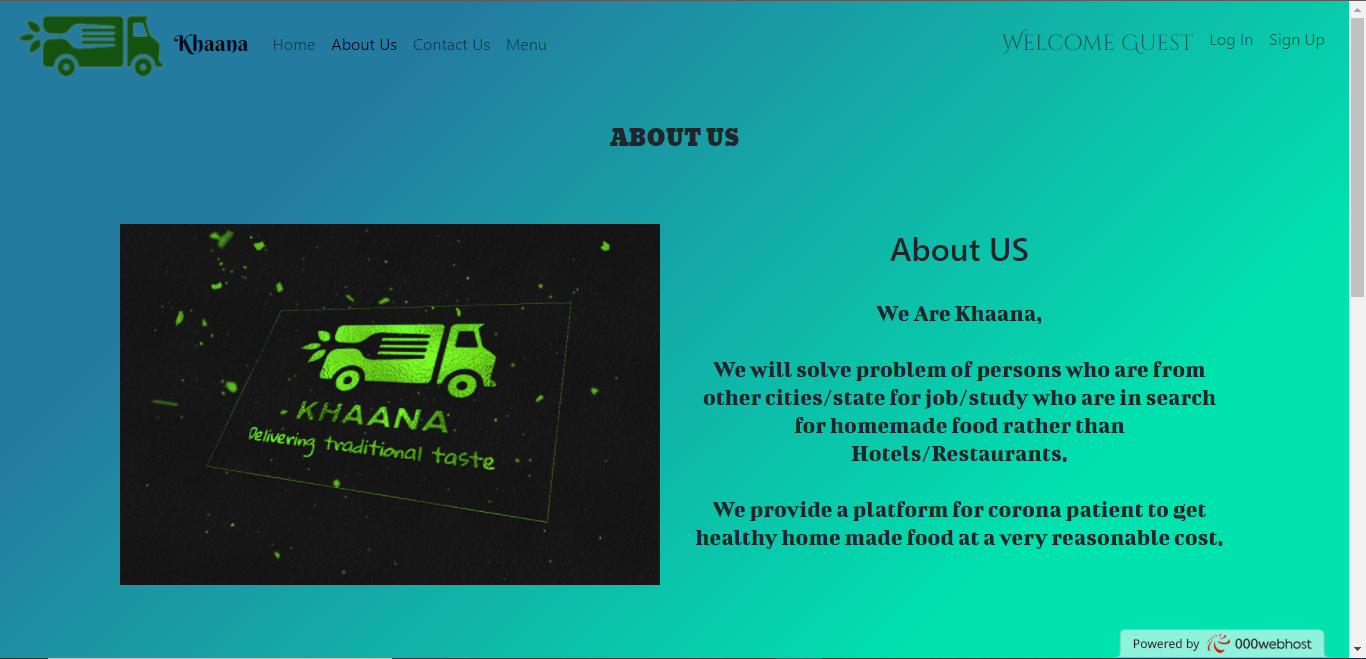 Khaana Home About Us Contact Us Menu Welcome Guest Log In Sign Up
ABOUT US
KHAANA
Delivering traditional taste
About US
We Are Khaana,
We will solve problem of persons who are from
other cities/state for job/study who are in search
for homemade food rather than
Hotels/Restaurants.
We provide a platform for corona patient to get
healthy home made food at a very reasonable cost.
Powered by 000webhost